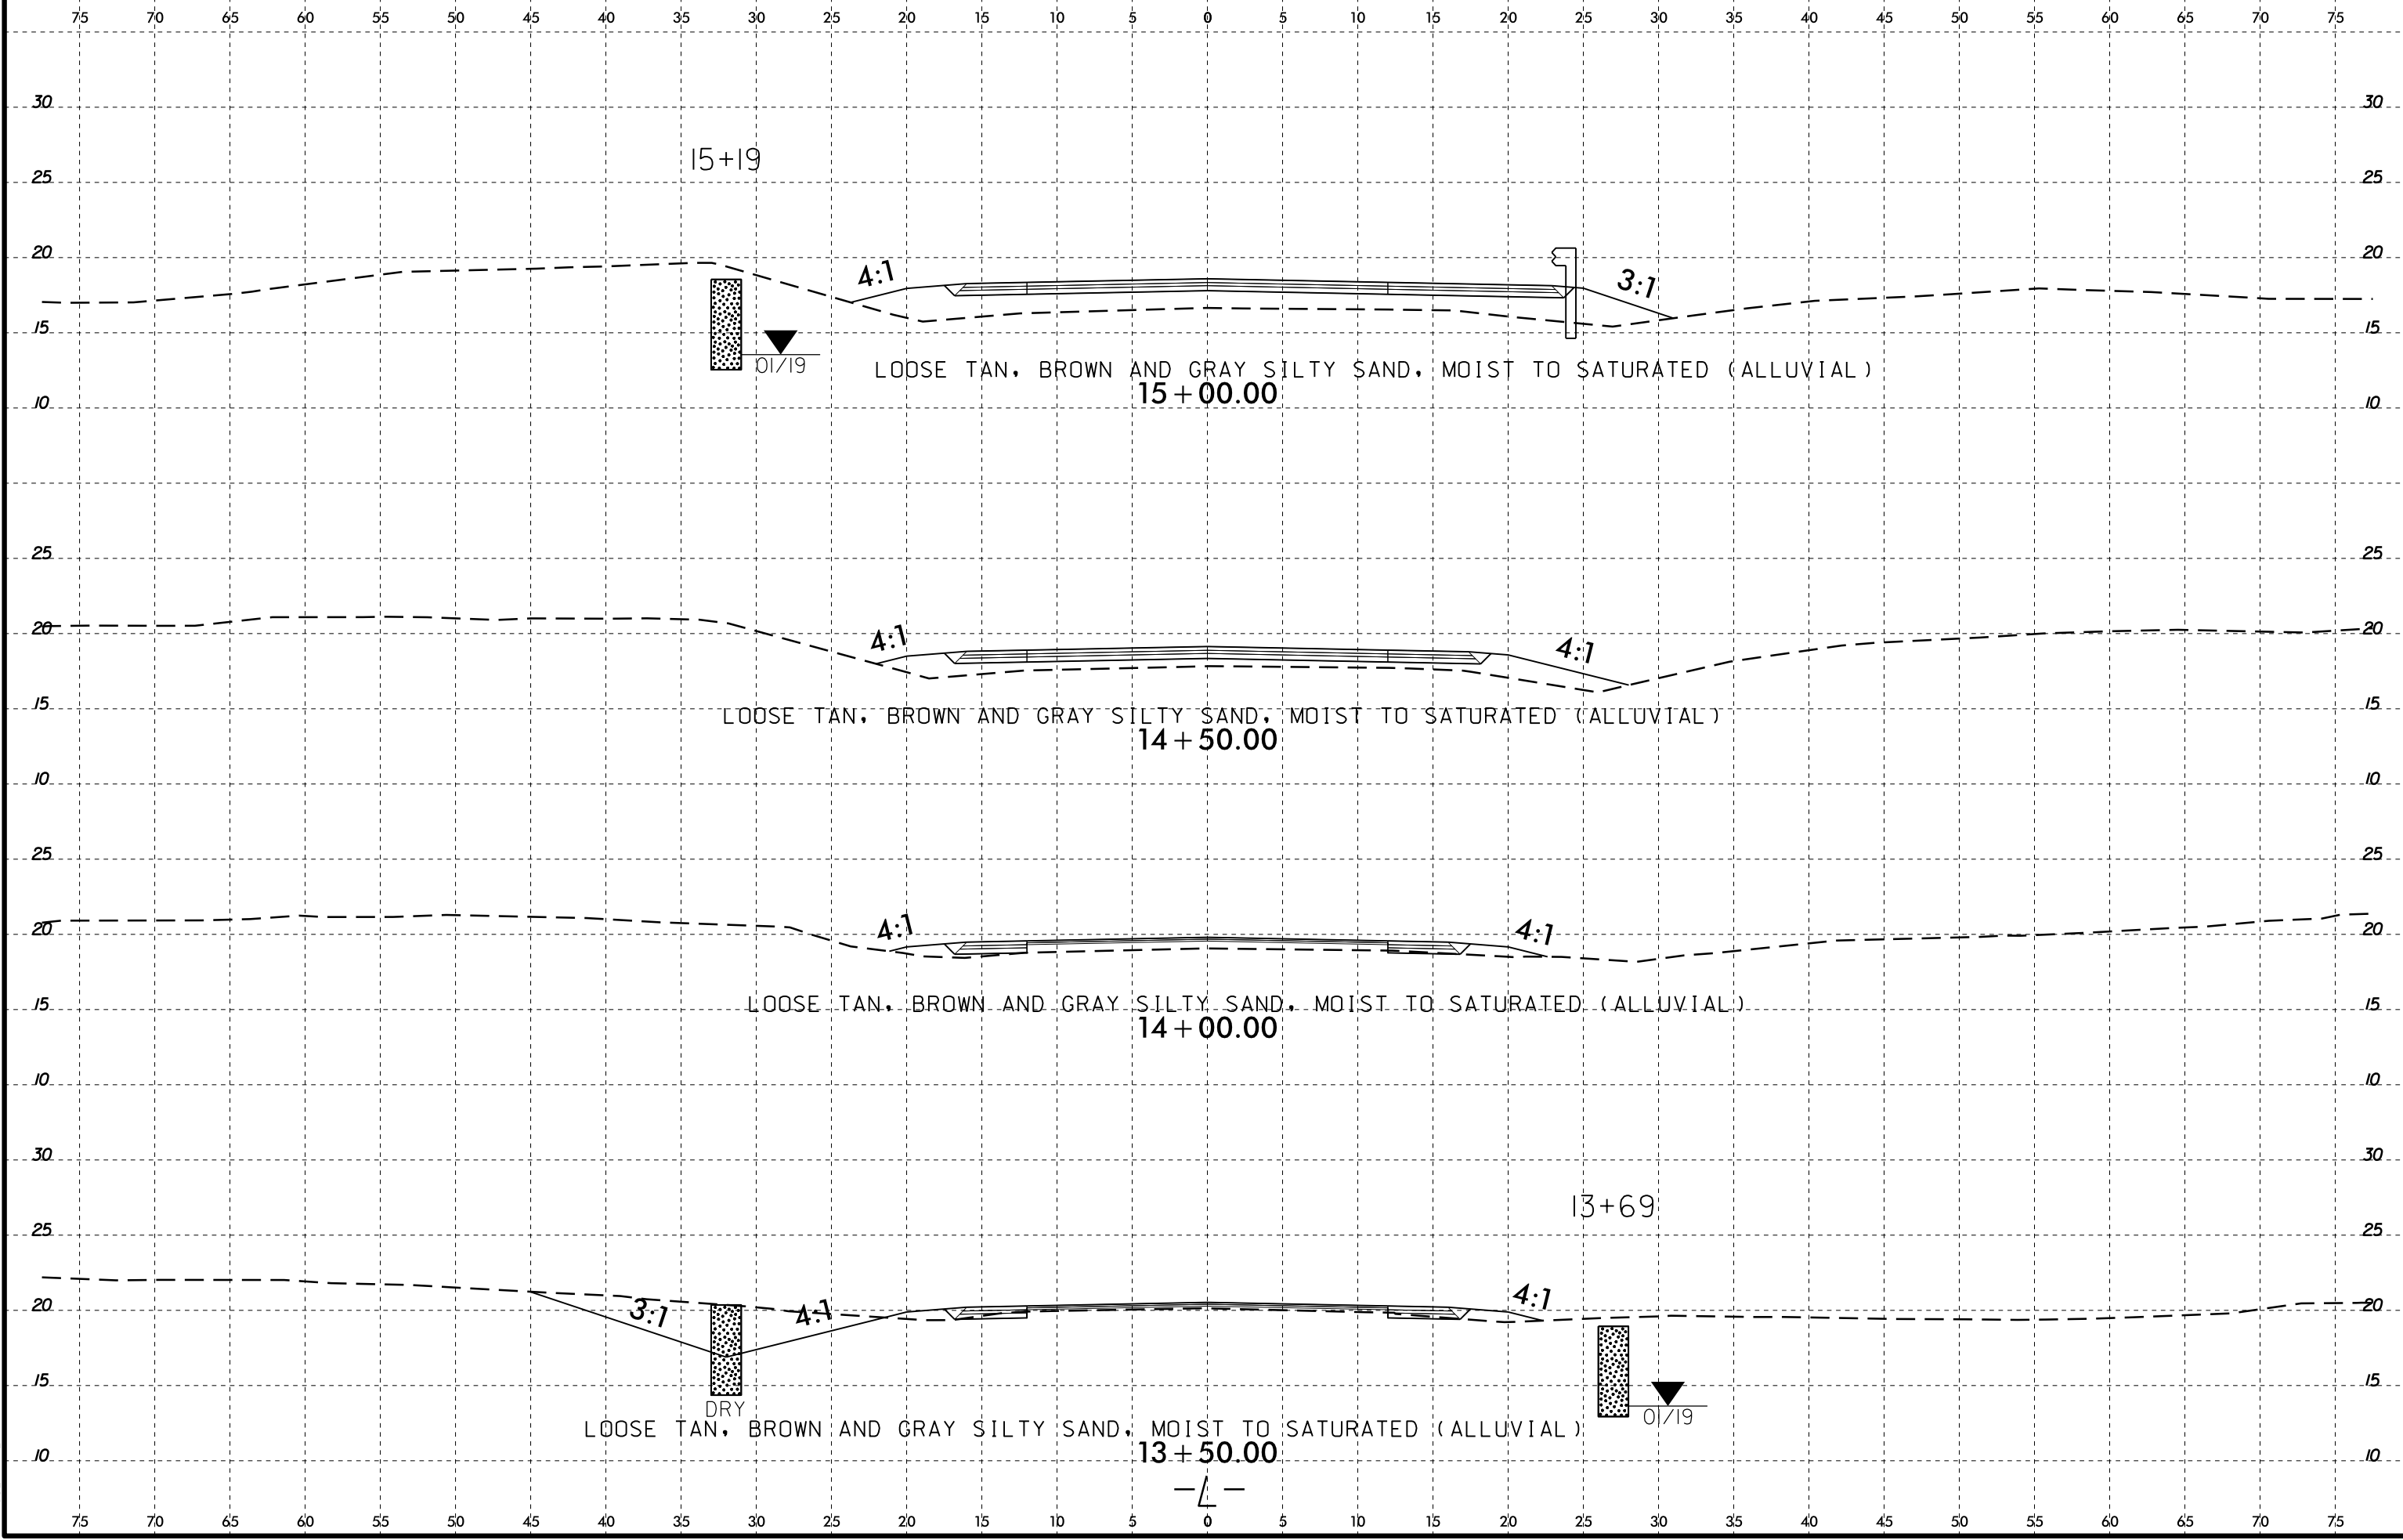 75 70 65 60 55 50 45 40 35 30 25 20 15 10 5 0 5 10 15 20 25 30 35 40 45 50 55 60 65 70 75
30 30
15+19
25 25
20 4:1 3:1 20
15 15
01/19
LOOSE TAN, BROWN AND GRAY SILTY SAND, MOIST TO SATURATED (ALLUVIAL)
15+00.00
10 10
25 25
20 4:1 4:1 20
15 15
LOOSE TAN, BROWN AND GRAY SILTY SAND, MOIST TO SATURATED (ALLUVIAL)
14+50.00
10 10
25 25
20 4:1 4:1 20
15 15
LOOSE TAN, BROWN AND GRAY SILTY SAND, MOIST TO SATURATED (ALLUVIAL)
14+00.00
10 10
30 30
13+69
25 25
20 3:1 4:1 4:1 20
15 15
DRY 01/19
LOOSE TAN, BROWN AND GRAY SILTY SAND, MOIST TO SATURATED (ALLUVIAL)
13+50.00
10 10
-L-
75 70 65 60 55 50 45 40 35 30 25 20 15 10 5 0 5 10 15 20 25 30 35 40 45 50 55 60 65 70 75